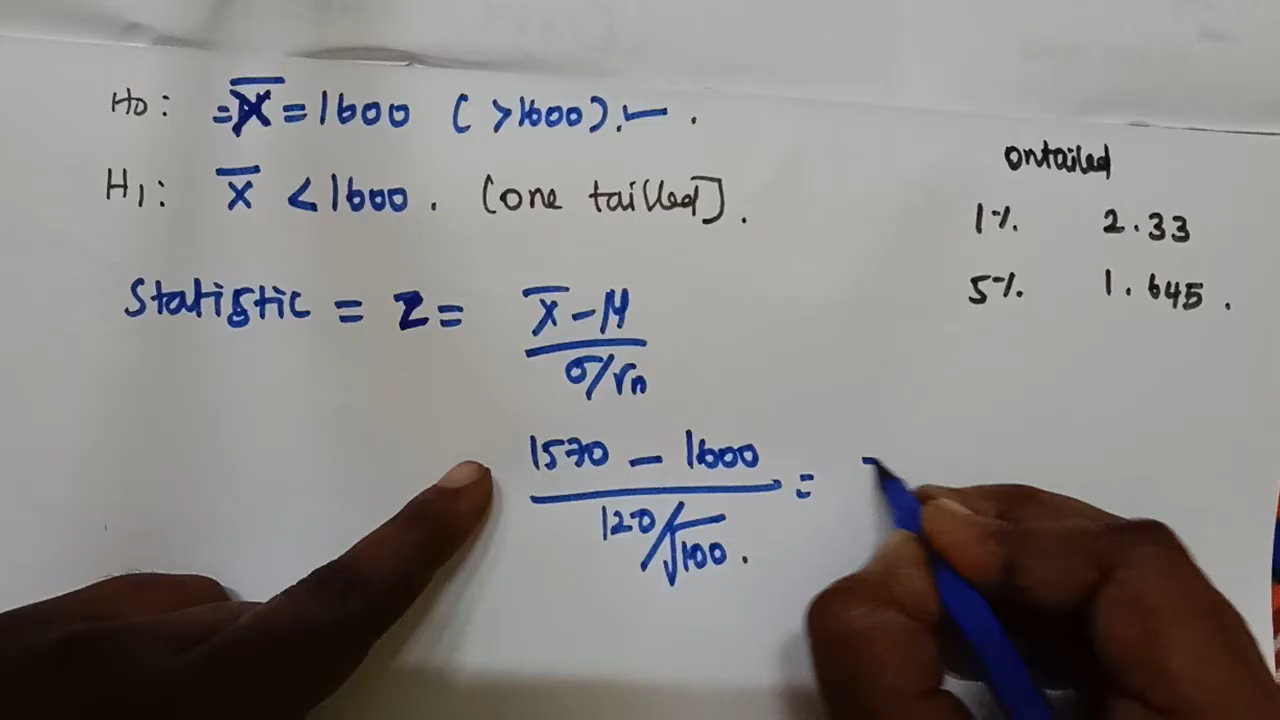 H0: = X̅ = 1600 (>1600).
H1: X̅ < 1600. (one tailled).
ontailed
1% 2.33
5% 1.645.
Statistic = Z = X̅ - μ
σ/√n
1570 - 1600 = -
120/√100.